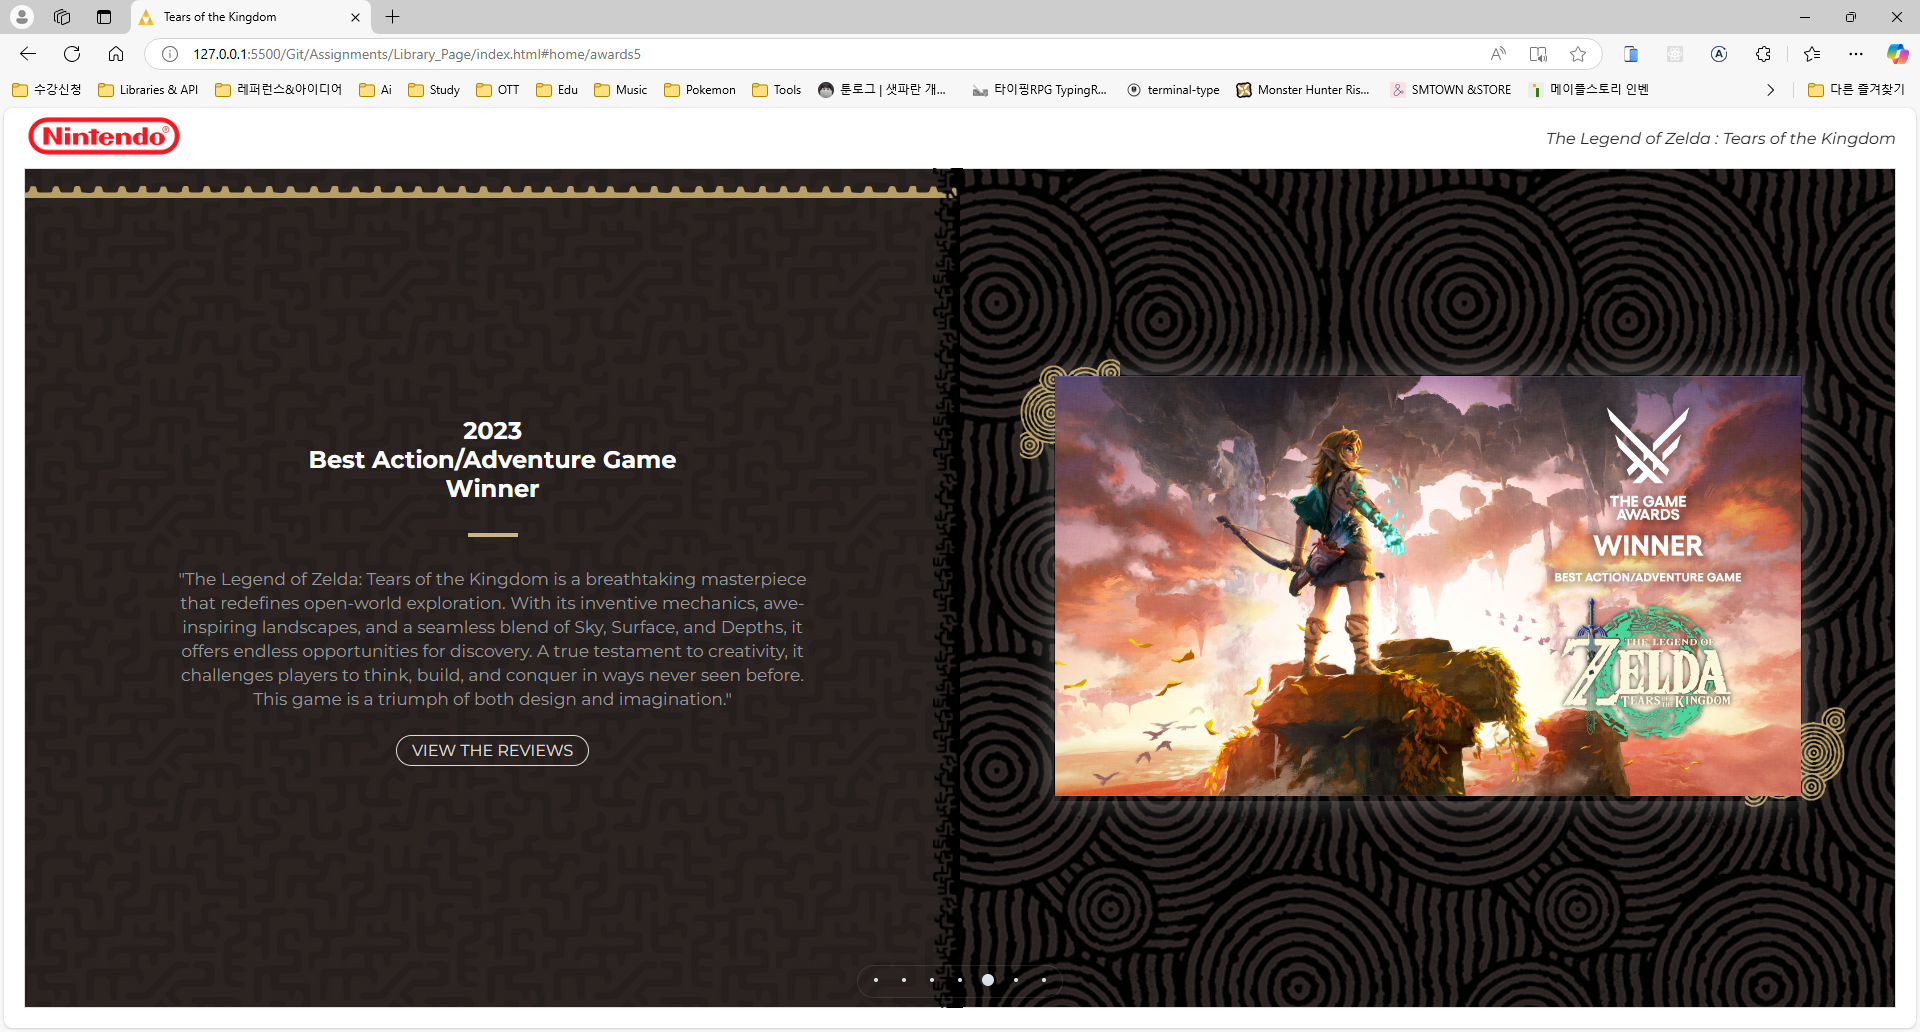 Tears of the Kingdom
127.0.0.1:5500/Git/Assignments/Library_Page/index.html#home/awards5
수강신청 Libraries & API 레퍼런스&아이디어 Ai Study OTT Edu Music Pokemon Tools 툰로그 | 샛파란 개... 타이핑RPG TypingR... terminal-type Monster Hunter Ris... SMTOWN &STORE 메이플스토리 인벤 다른 즐겨찾기
Nintendo®
The Legend of Zelda : Tears of the Kingdom
2023
Best Action/Adventure Game
Winner
"The Legend of Zelda: Tears of the Kingdom is a breathtaking masterpiece
that redefines open-world exploration. With its inventive mechanics, awe-
inspiring landscapes, and a seamless blend of Sky, Surface, and Depths, it
offers endless opportunities for discovery. A true testament to creativity, it
challenges players to think, build, and conquer in ways never seen before.
This game is a triumph of both design and imagination."
VIEW THE REVIEWS
THE GAME
AWARDS
WINNER
BEST ACTION/ADVENTURE GAME
THE LEGEND OF
ZELDA
TEARS OF THE KINGDOM